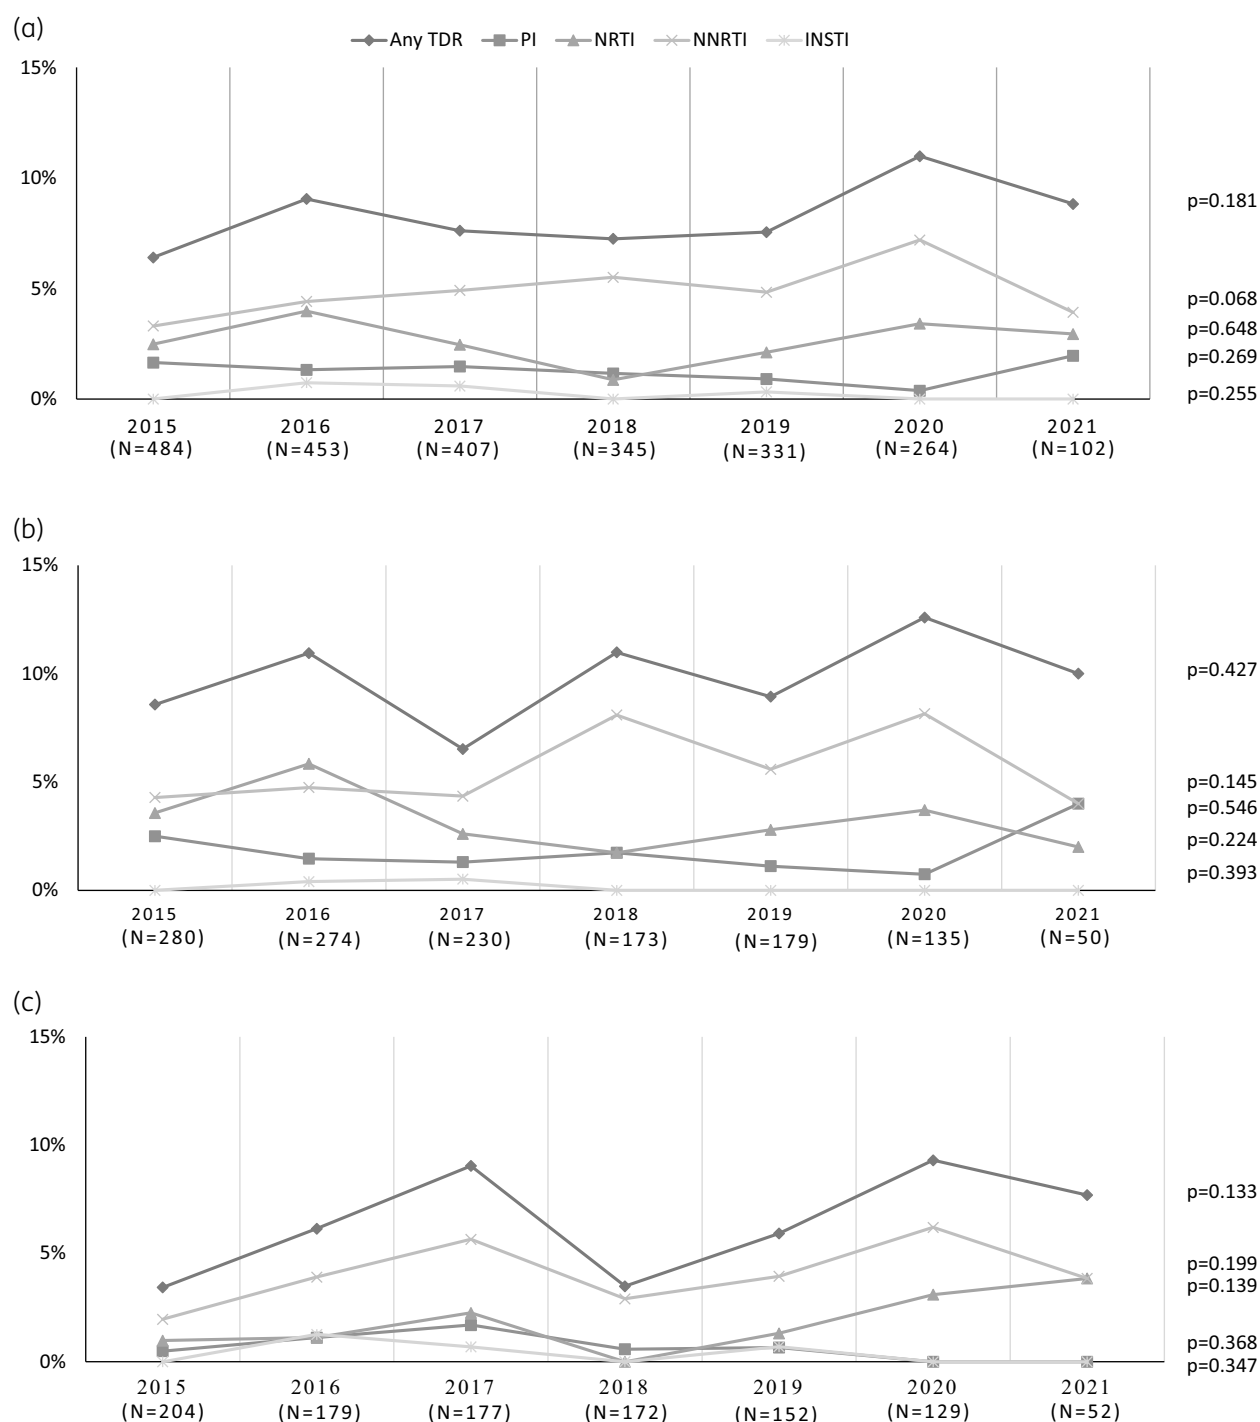 (a)
Any TDR PI NRTI NNRTI INSTI
15%
10%
5%
0%
p=0.181
p=0.068
p=0.648
p=0.269
p=0.255
2015 2016 2017 2018 2019 2020 2021
(N=484) (N=453) (N=407) (N=345) (N=331) (N=264) (N=102)
(b)
15%
10%
5%
0%
p=0.427
p=0.145
p=0.546
p=0.224
p=0.393
2015 2016 2017 2018 2019 2020 2021
(N=280) (N=274) (N=230) (N=173) (N=179) (N=135) (N=50)
(c)
15%
10%
5%
0%
p=0.133
p=0.199
p=0.139
p=0.368
p=0.347
2015 2016 2017 2018 2019 2020 2021
(N=204) (N=179) (N=177) (N=172) (N=152) (N=129) (N=52)